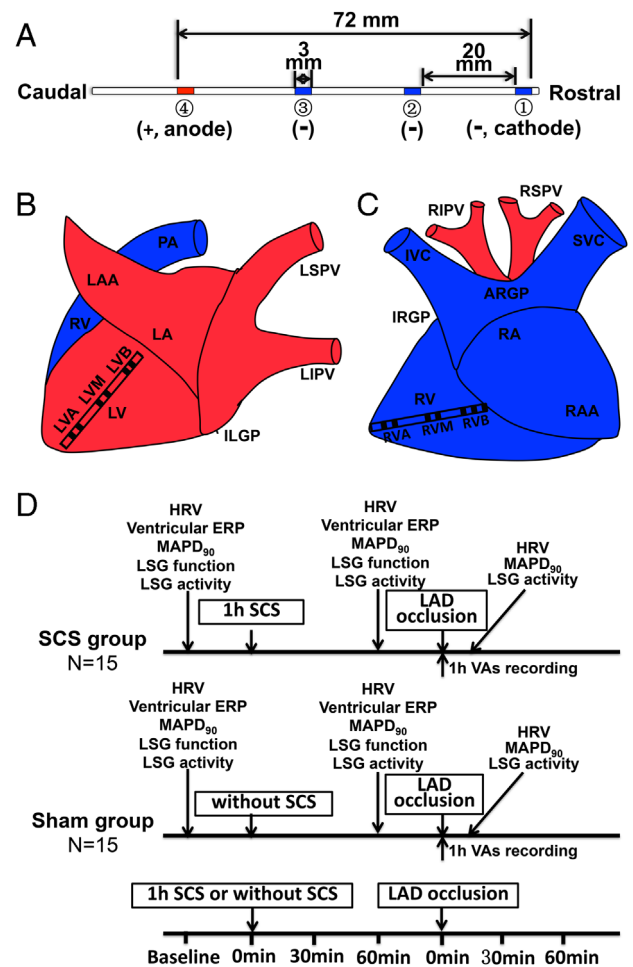 A
72 mm
3
mm
20
mm
Caudal
Rostral
④
③
②
①
(+, anode)
(-)
(-)
(-, cathode)
B
PA
LAA
LSPV
RV
LA
LIPV
LVA LVM LVB
LV
ILGP
C
RSPV
RIPV
SVC
IVC
ARGP
IRGP
RA
RV
RAA
RVA RVM RVB
D
HRV
Ventricular ERP
MAPD90
LSG function
LSG activity
HRV
Ventricular ERP
MAPD90
LSG function
LSG activity
HRV
MAPD90
LSG activity
1h SCS
LAD
occlusion
SCS group
N=15
1h VAs recording
HRV
Ventricular ERP
MAPD90
LSG function
LSG activity
HRV
Ventricular ERP
MAPD90
LSG function
LSG activity
HRV
MAPD90
LSG activity
without SCS
LAD
occlusion
Sham group
N=15
1h VAs recording
1h SCS or without SCS
LAD occlusion
Baseline 0min 30min 60min 0min 30min 60min